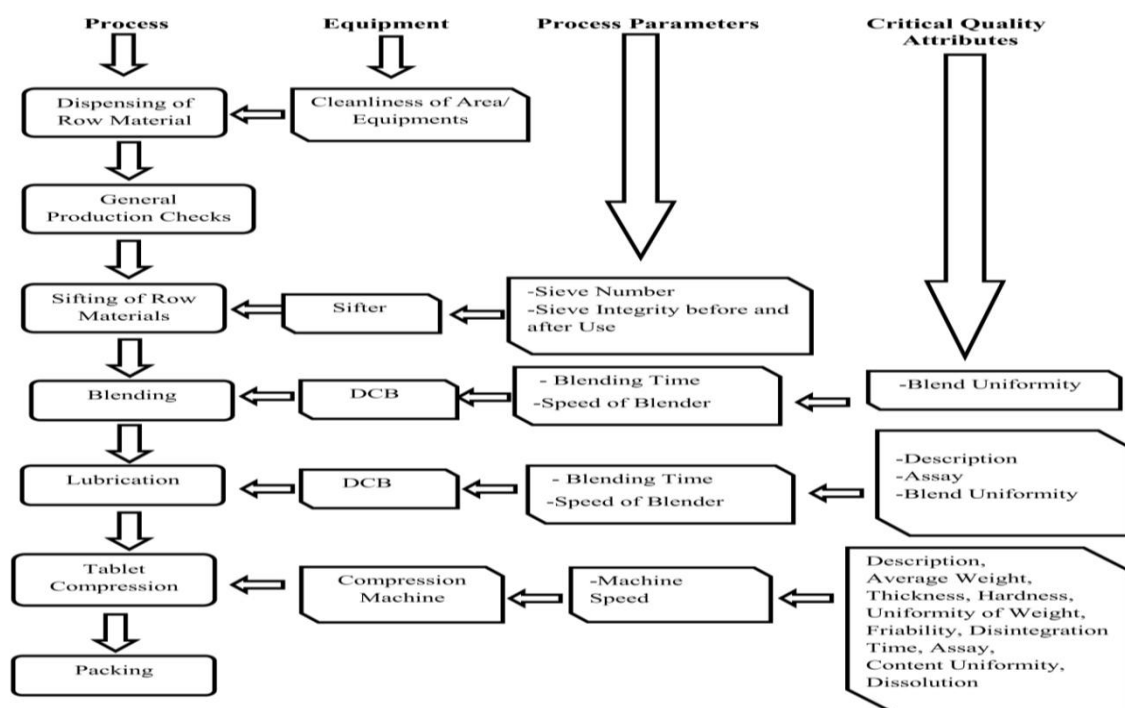 Process
Equipment
Process Parameters
Critical Quality
Attributes
Dispensing of
Row Material
Cleanliness of Area/
Equipments
General
Production Checks
Sifting of Row
Materials
Sifter
-Sieve Number
-Sieve Integrity before and
after Use
Blending
DCB
- Blending Time
-Speed of Blender
-Blend Uniformity
Lubrication
DCB
- Blending Time
-Speed of Blender
-Description
-Assay
-Blend Uniformity
Tablet
Compression
Compression
Machine
-Machine
Speed
Description,
Average Weight,
Thickness, Hardness,
Uniformity of Weight,
Friability, Disintegration
Time, Assay,
Content Uniformity,
Dissolution
Packing